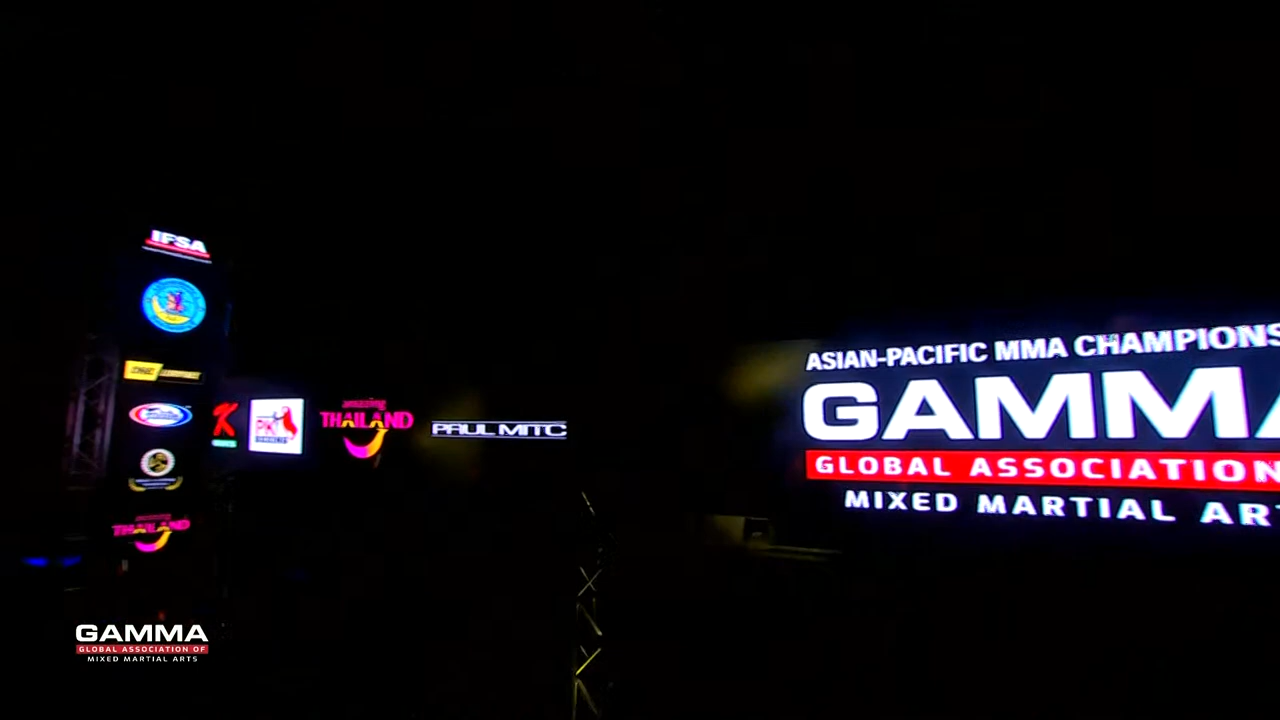 IFSA
THAILAND
THAILAND
PAUL MITC
ASIAN-PACIFIC MMA CHAMPIONS
GAMMA
GLOBAL ASSOCIATION
MIXED MARTIAL ART
GAMMA
GLOBAL ASSOCIATION OF
MIXED MARTIAL ARTS